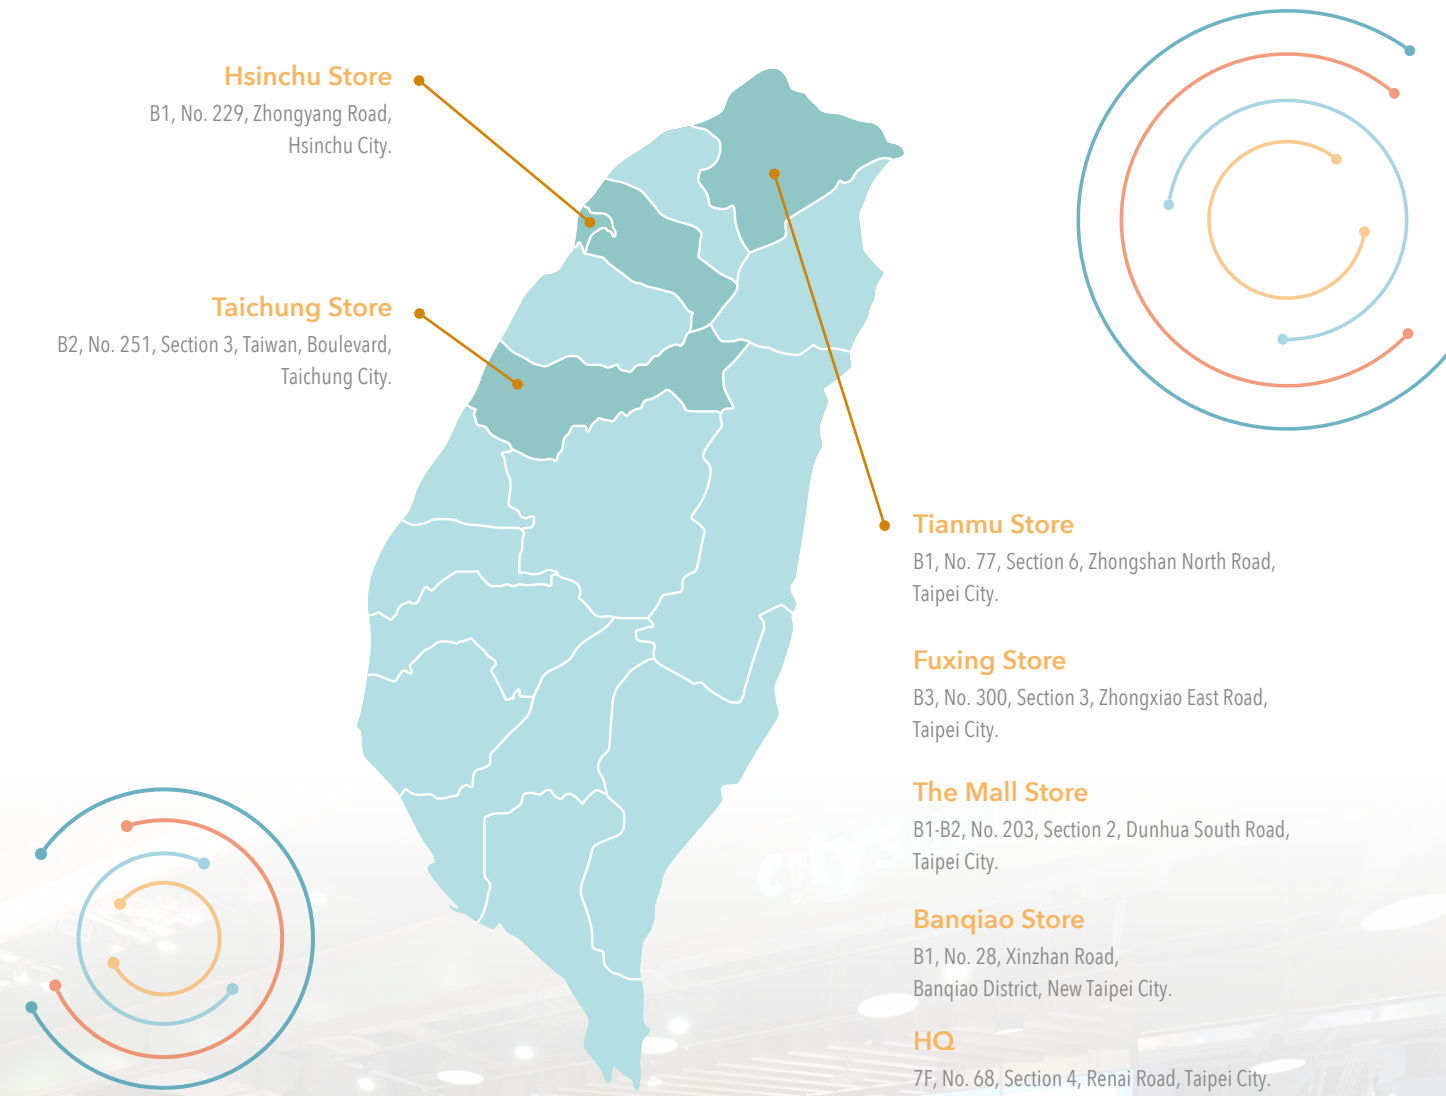 Hsinchu Store
B1, No. 229, Zhongyang Road,
Hsinchu City.
Taichung Store
B2, No. 251, Section 3, Taiwan, Boulevard,
Taichung City.
Tianmu Store
B1, No. 77, Section 6, Zhongshan North Road,
Taipei City.
Fuxing Store
B3, No. 300, Section 3, Zhongxiao East Road,
Taipei City.
The Mall Store
B1-B2, No. 203, Section 2, Dunhua South Road,
Taipei City.
Banqiao Store
B1, No. 28, Xinzhan Road,
Banqiao District, New Taipei City.
HQ
7F, No. 68, Section 4, Renai Road, Taipei City.